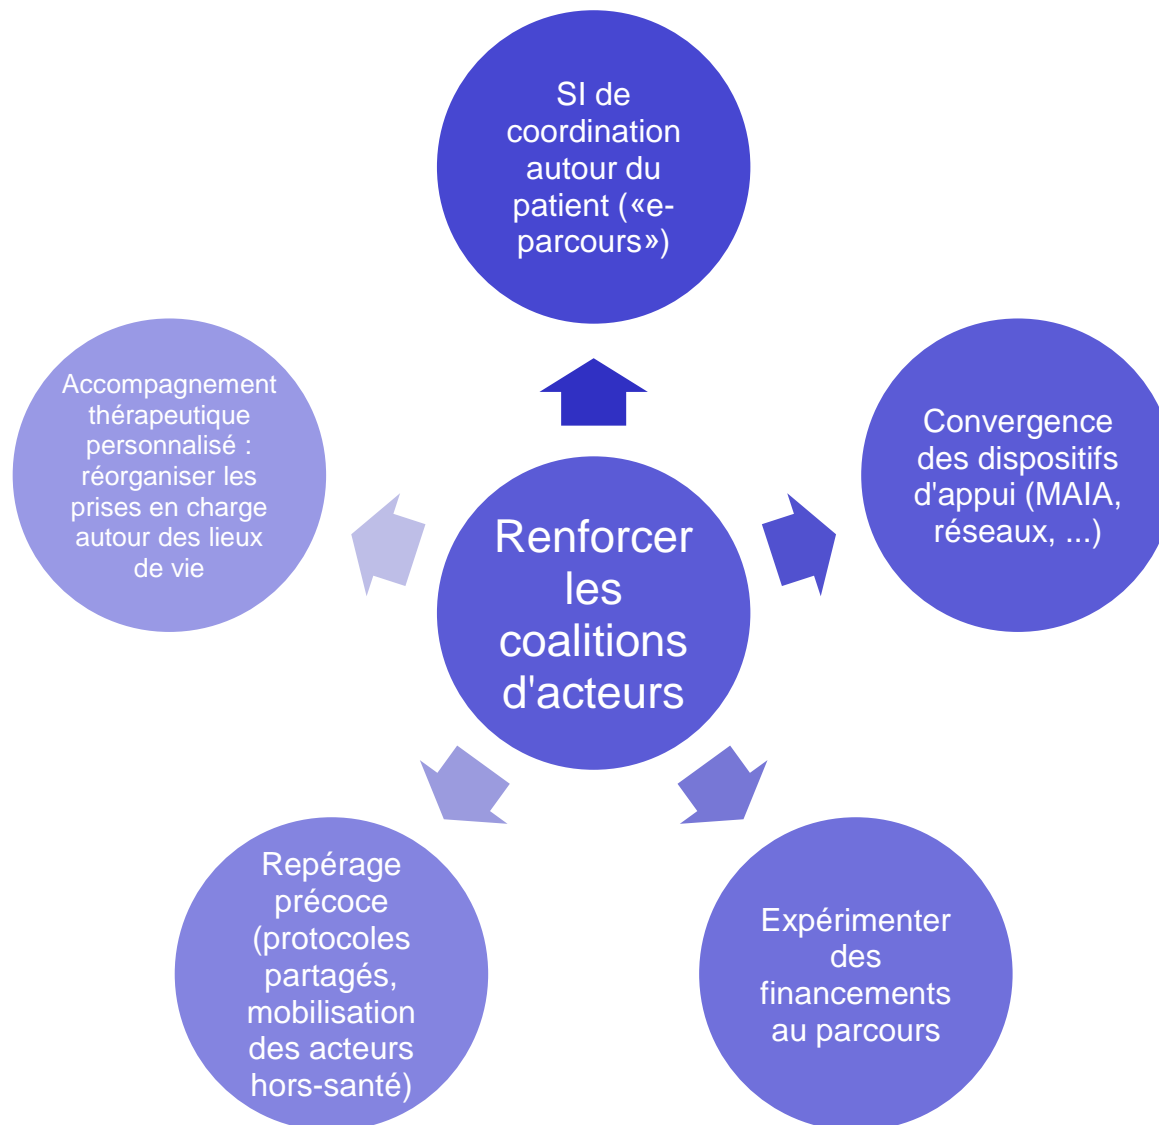 SI de
coordination
autour du
patient («e-
parcours»)
Accompagnement
thérapeutique
personnalisé :
réorganiser les
prises en charge
autour des lieux
de vie
Convergence
des dispositifs
d'appui (MAIA,
réseaux, ...)
Renforcer
les
coalitions
d'acteurs
Repérage
précoce
(protocoles
partagés,
mobilisation
des acteurs
hors-santé)
Expérimenter
des
financements
au parcours